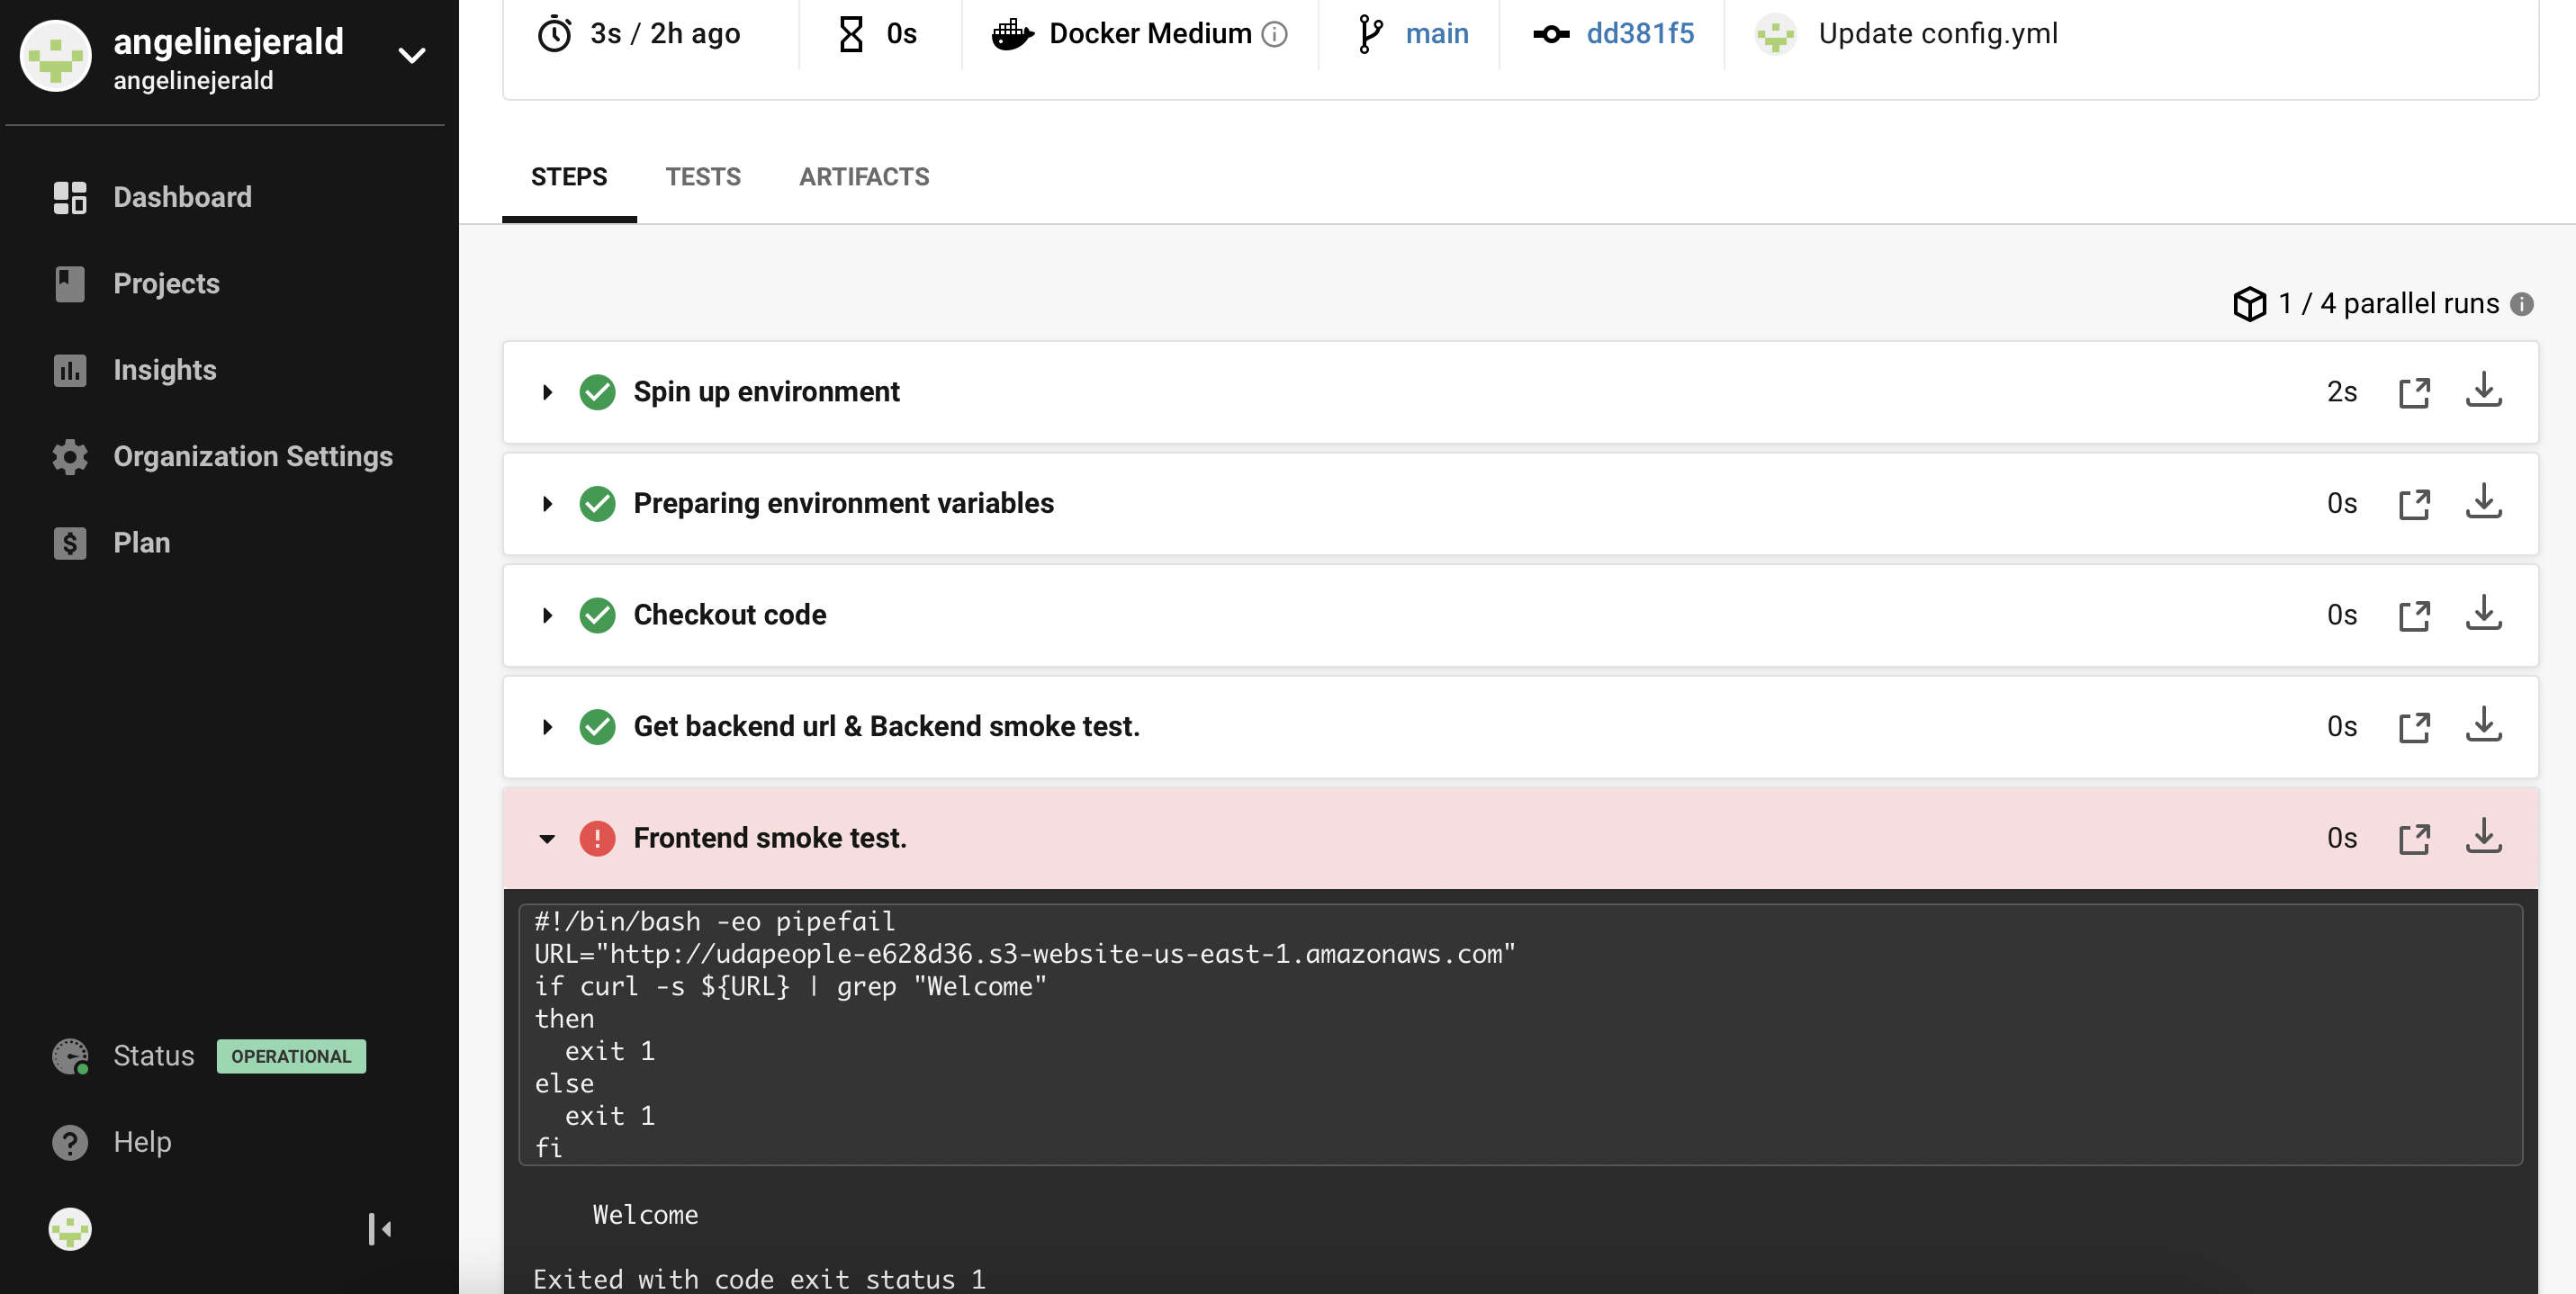 angelinejerald
angelinejerald
Dashboard
Projects
Insights
Organization Settings
Plan
Status OPERATIONAL
Help
3s / 2h ago 0s Docker Medium main dd381f5 Update config.yml
STEPS TESTS ARTIFACTS
1 / 4 parallel runs
Spin up environment 2s
Preparing environment variables 0s
Checkout code 0s
Get backend url & Backend smoke test. 0s
Frontend smoke test. 0s
#!/bin/bash -eo pipefail
URL="http://udapeople-e628d36.s3-website-us-east-1.amazonaws.com"
if curl -s ${URL} | grep "Welcome"
then
  exit 1
else
  exit 1
fi
Welcome
Exited with code exit status 1